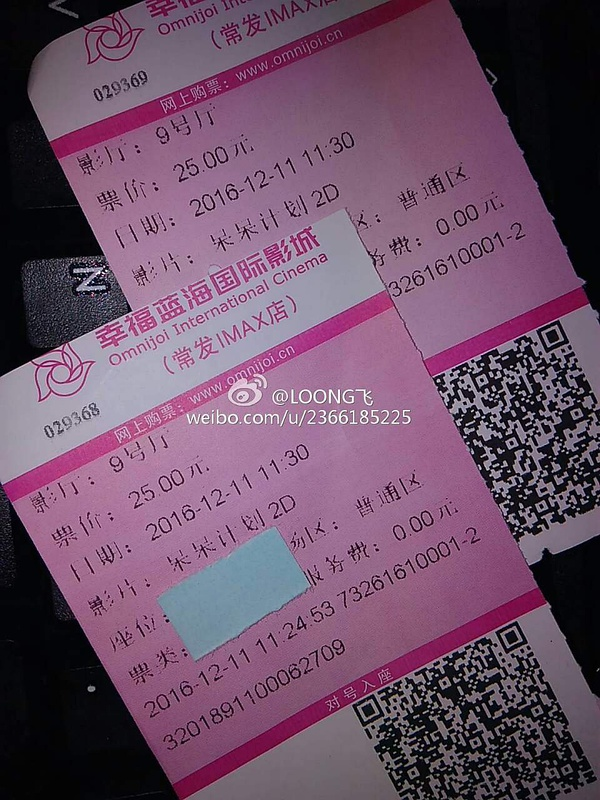 幸福蓝海国际影城
Omnijoi Inter
(常发IMAX店
029369
网上购票：www.omnijoi.cn
影厅：9号厅
票价：25.00元
日期：2016-12-11 11:30
影片：呆呆计划 2D
区：普通区
务费：0.00元
73261610001-2
幸福蓝海国际影城
Omnijoi International Cinema
(常发IMAX店)
029368
网上购票：www.omnijoi.cn
@LOONG飞
weibo.com/u/2366185225
影厅：9号厅
票价：25.00元
日期：2016-12-11 11:30
影片：呆呆计划 2D
座位： 场区：普通区
票类： 服务费：0.00元
2016-12-11 11:24:53 73261610001-2
3201891100062709
对号入座
N